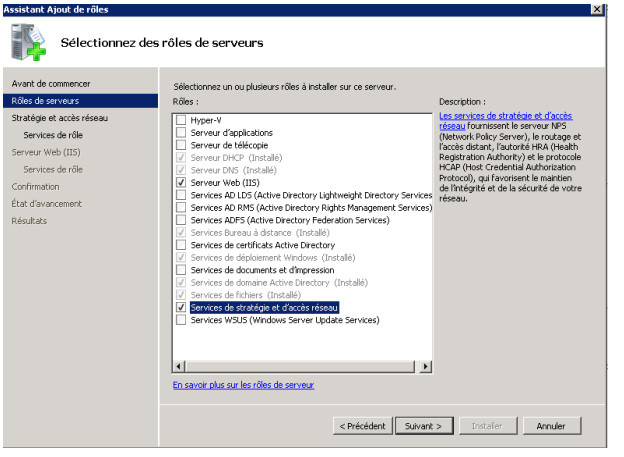 Assistant Ajout de rôles
Sélectionnez des rôles de serveurs
Avant de commencer
Rôles de serveurs
Stratégie et accès réseau
Services de rôle
Serveur Web (IIS)
Services de rôle
Confirmation
État d'avancement
Résultats
Sélectionnez un ou plusieurs rôles à installer sur ce serveur.
Rôles :
Hyper-V
Serveur d'applications
Serveur de télécopie
Serveur DHCP (Installé)
Serveur DNS (Installé)
Serveur Web (IIS)
Services AD LDS (Active Directory Lightweight Directory Services
Services AD RMS (Active Directory Rights Management Services)
Services ADFS (Active Directory Federation Services)
Services Bureau à distance (Installé)
Services de certificats Active Directory
Services de déploiement Windows (Installé)
Services de documents et d'impression
Services de domaine Active Directory (Installé)
Services de fichiers (Installé)
Services de stratégie et d'accès réseau
Services WSUS (Windows Server Update Services)
En savoir plus sur les rôles de serveur
Description :
Les services de stratégie et d'accès
réseau fournissent le serveur NPS
(Network Policy Server), le routage et
l'accès distant, l'autorité HRA (Health
Registration Authority) et le protocole
HCAP (Host Credential Authorization
Protocol), qui favorisent le maintien
de l'intégrité et de la sécurité de votre
réseau.
< Précédent
Suivant >
Installer
Annuler